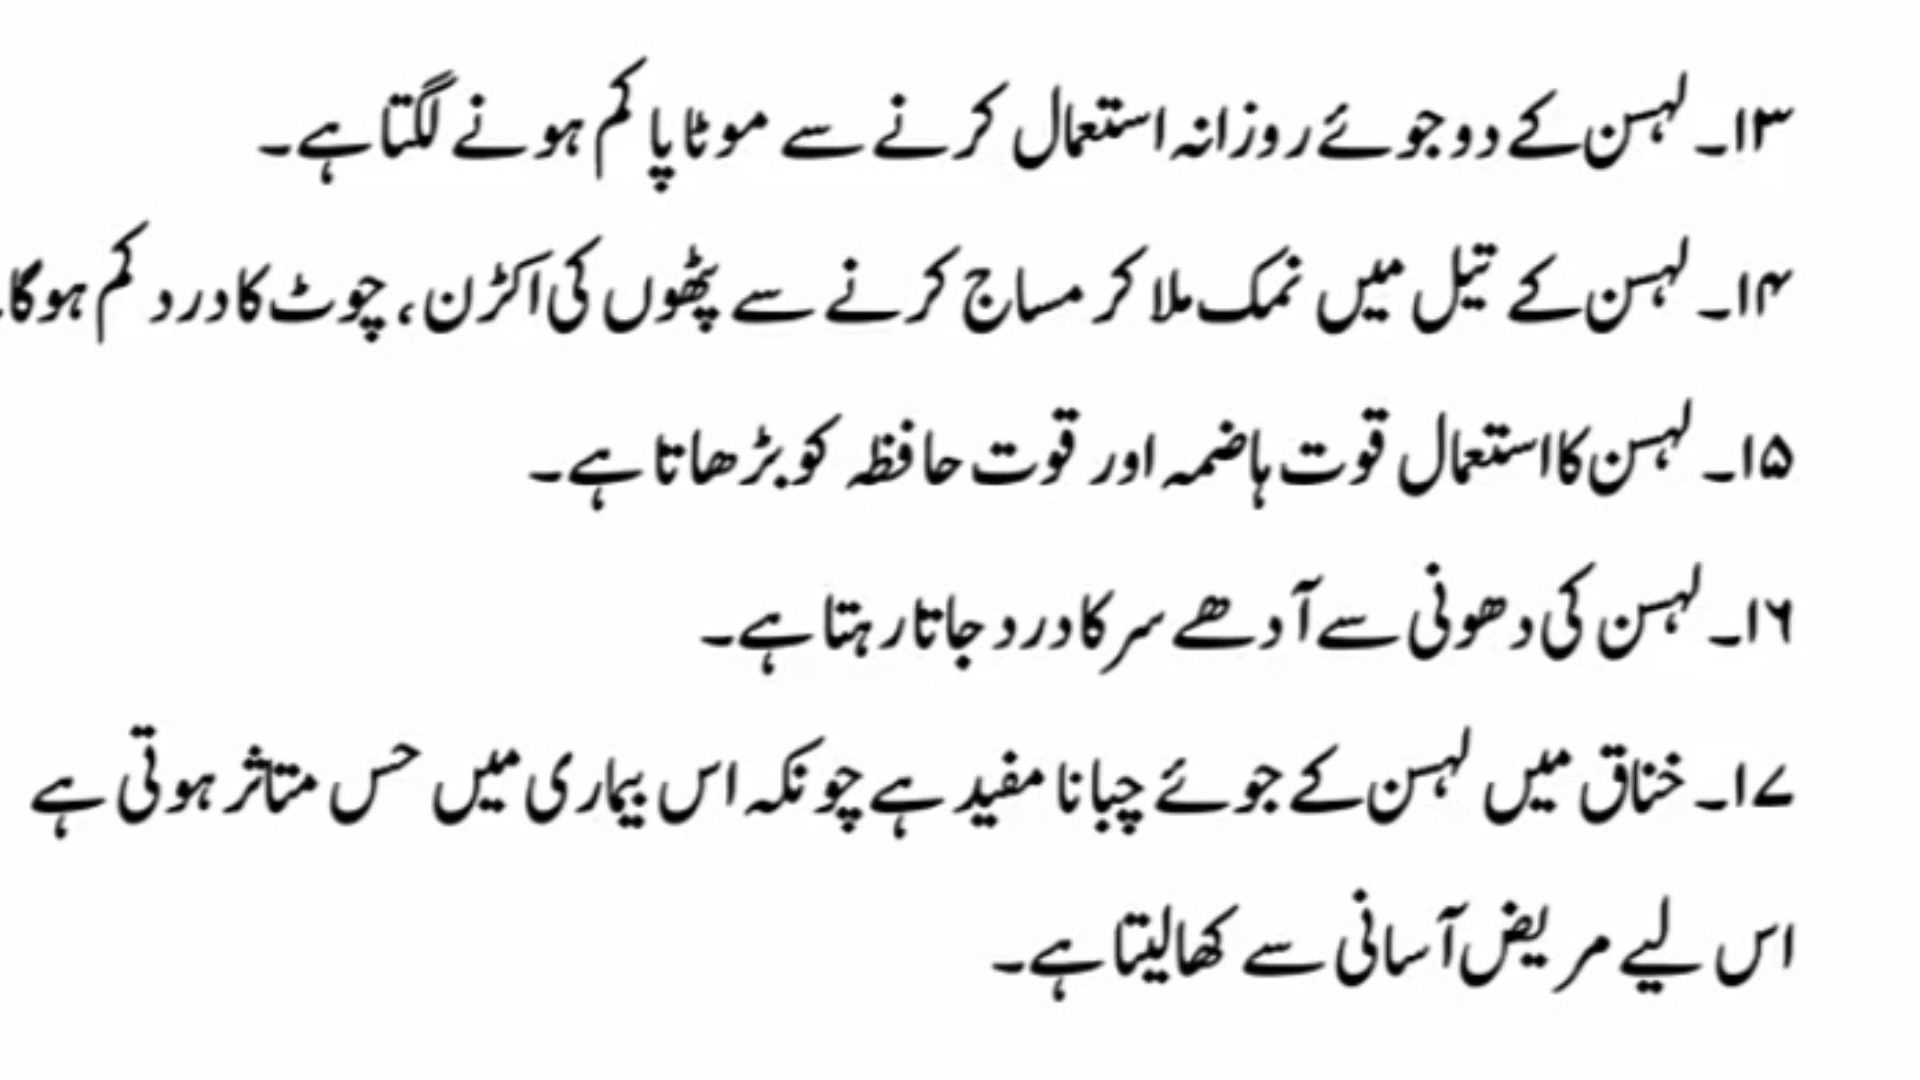 ۱۳۔ لہسن کے دو جوئے روزانہ استعمال کرنے سے موٹاپا کم ہونے لگتا ہے۔
۱۴۔ لہسن کے تیل میں نمک ملا کر مساج کرنے سے پٹھوں کی اکڑن، چوٹ کا درد کم ہوگا۔
۱۵۔ لہسن کا استعمال قوت ہاضمہ اور قوت حافظہ کو بڑھاتا ہے۔
۱۶۔ لہسن کی دھونی سے آدھے سر کا درد جاتا رہتا ہے۔
۱۷۔ خناق میں لہسن کے جوئے چبانا مفید ہے چونکہ اس بیماری میں حس متاثر ہوتی ہے
اس لیے مریض آسانی سے کھا لیتا ہے۔